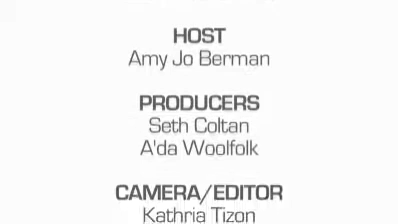 HOST
Amy Jo Berman
PRODUCERS
Seth Coltan
A'da Woolfolk
CAMERA/EDITOR
Kathria Tizon